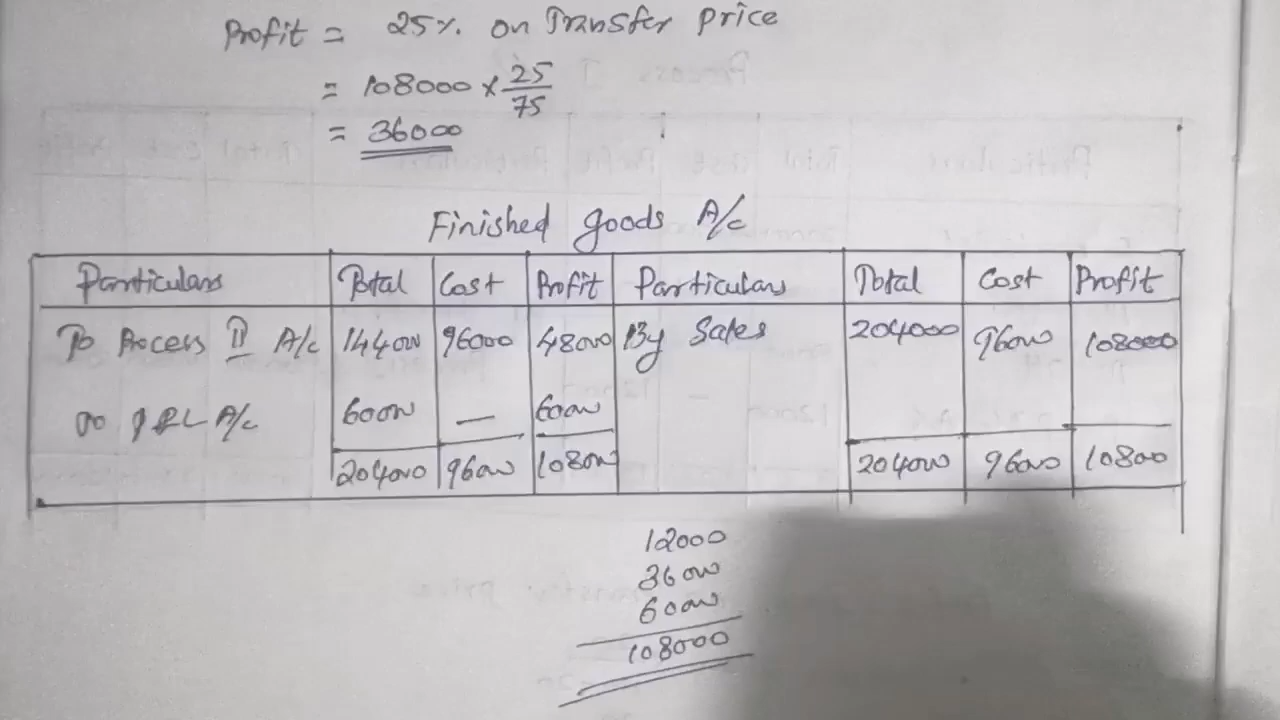 Profit = 25% on Transfer price
= 108000 × 25/75
= 36000
Finished goods A/c
Particulars Total Cost Profit Particulars Total Cost Profit
To Process II A/c 144000 96000 48000 By Sales 204000 96000 108000
To P&L A/c 60000 — 60000
204000 96000 108000 204000 96000 10800
12000
36000
60000
108000